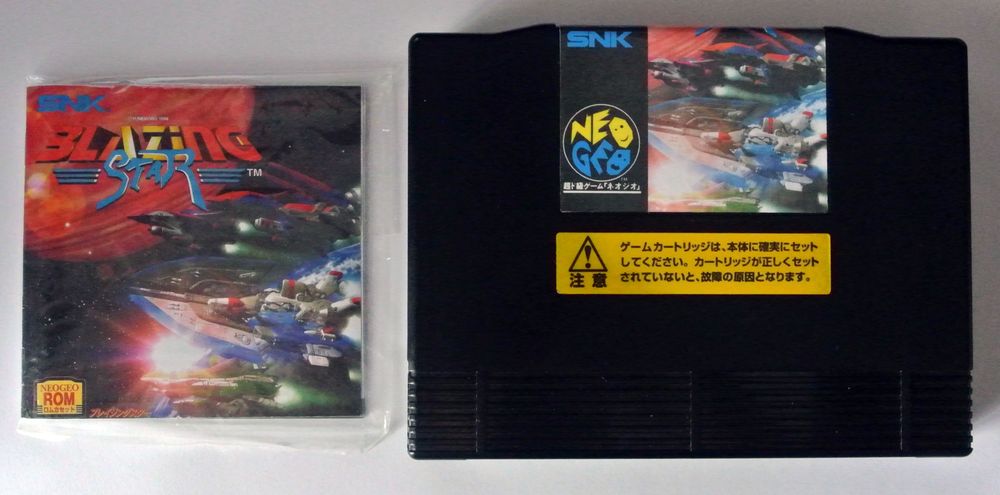 SNK
©YUMEKOBO 1998
BLAZING
STAR
TM
NEOGEO
ROM
ロムカセット
ブレイジングスター
SNK
NEO
GEO
TM
超ド級ゲーム「ネオジオ」
注意
ゲームカートリッジは、本体に確実にセット
してください。カートリッジが正しくセット
されていないと、故障の原因となります。